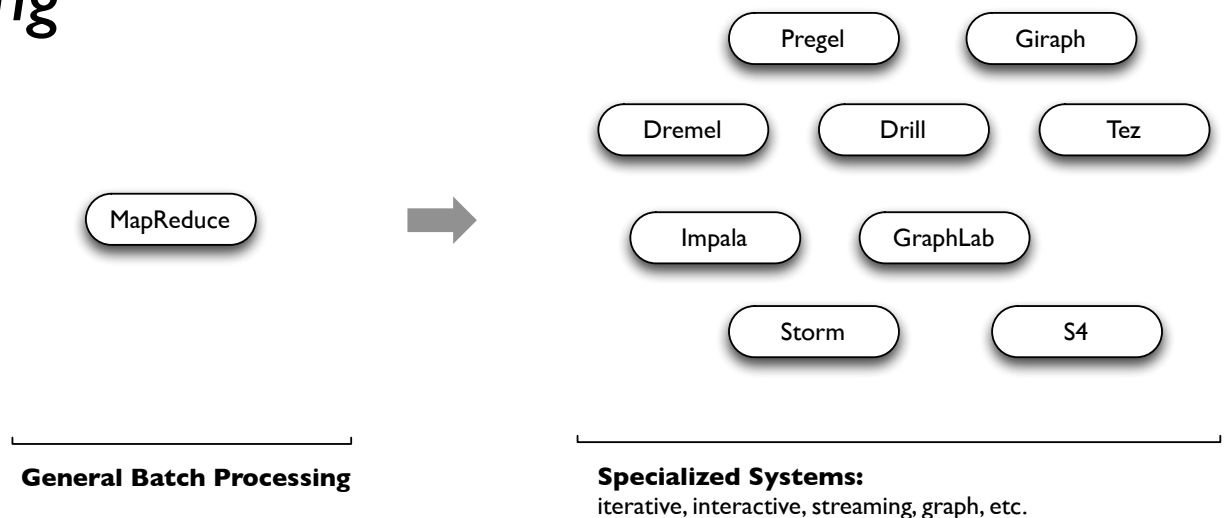 Pregel Giraph
Dremel Drill Tez
MapReduce
Impala GraphLab
Storm S4
General Batch Processing
Specialized Systems:
iterative, interactive, streaming, graph, etc.